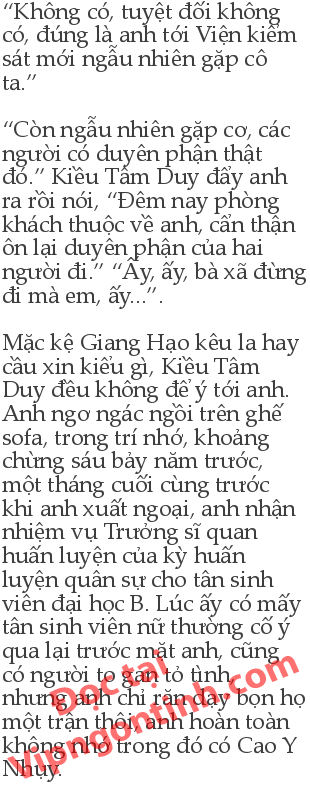 “Không có, tuyệt đối không
có, đúng là anh tới Viện kiểm
sát mới ngẫu nhiên gặp cô
ta.”
“Còn ngẫu nhiên gặp cơ, các
người có duyên phận thật
đó.” Kiều Tâm Duy đẩy anh
ra rồi nói, “Đêm nay phòng
khách thuộc về anh, cẩn thận
ôn lại duyên phận của hai
người đi.” “Ấy, ấy, bà xã đừng
đi mà em, ấy...”.
Mặc kệ Giang Hạo kêu la hay
cầu xin kiểu gì, Kiều Tâm
Duy đều không để ý tới anh.
Anh ngơ ngác ngồi trên ghế
sofa, trong trí nhớ, khoảng
chừng sáu bảy năm trước,
một tháng cuối cùng trước
khi anh xuất ngoại, anh nhận
nhiệm vụ Trưởng sĩ quan
huấn luyện của kỳ huấn
luyện quân sự cho tân sinh
viên đại học B. Lúc ấy có mấy
tân sinh viên nữ thường cố ý
qua lại trước mặt anh, cũng
có người to gan tỏ tình,
nhưng anh chỉ răn dạy bọn họ
một trận thôi, anh hoàn toàn
không nhớ trong đó có Cao Y
Nhụy.
Đọc tại
Vipngontinh.com